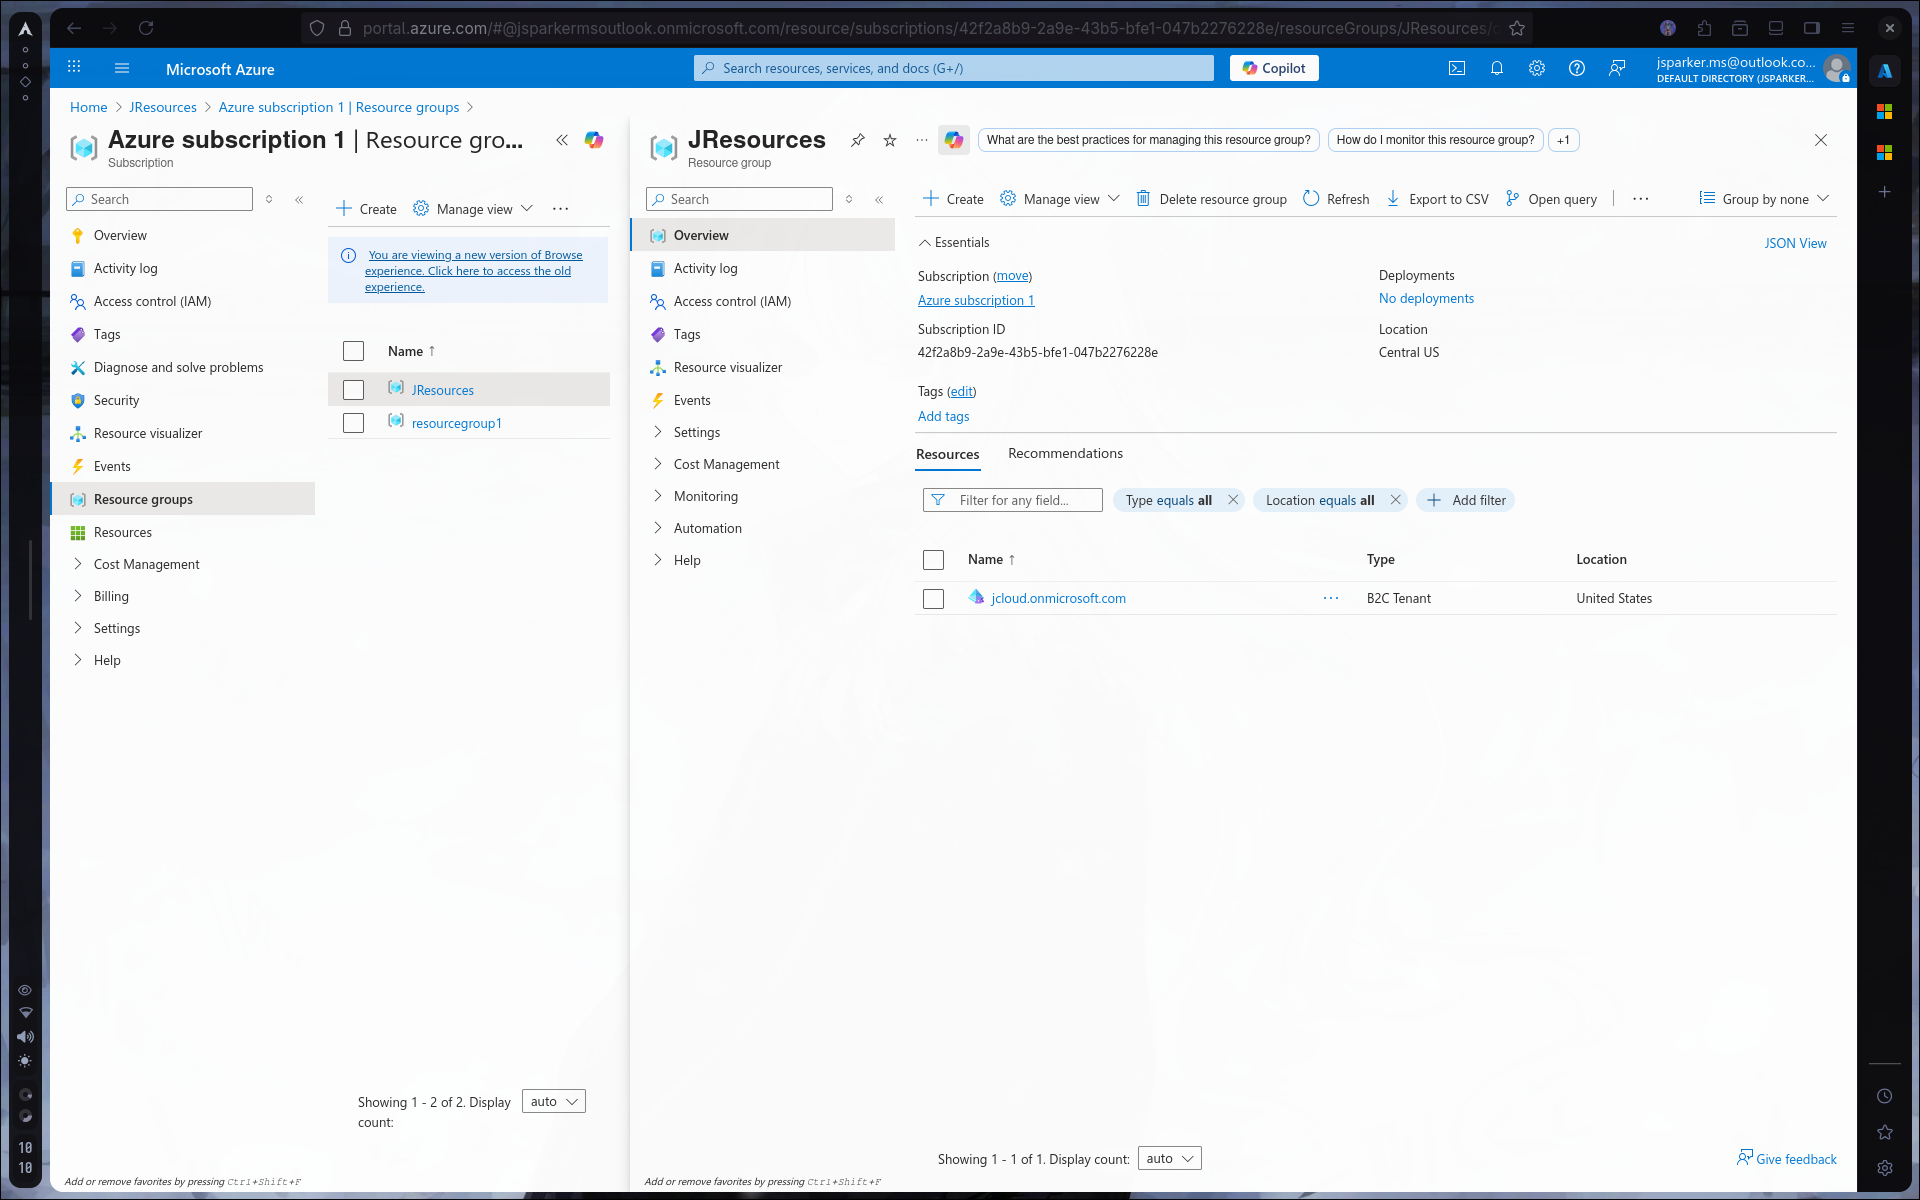 portal.azure.com/#@jsparkermsoutlook.onmicrosoft.com/resource/subscriptions/42f2a8b9-2a9e-43b5-bfe1-047b2276228e/resourceGroups/JResources/
Microsoft Azure
Search resources, services, and docs (G+/)
Copilot
jsparker.ms@outlook.co...
DEFAULT DIRECTORY (JSPARKER...
Home > JResources > Azure subscription 1 | Resource groups >
Azure subscription 1 | Resource gro...
Subscription
Search
Overview
Activity log
Access control (IAM)
Tags
Diagnose and solve problems
Security
Resource visualizer
Events
Resource groups
Resources
Cost Management
Billing
Settings
Help
Add or remove favorites by pressing Ctrl+Shift+F
Create
Manage view
You are viewing a new version of Browse
experience. Click here to access the old
experience.
Name ↑
JResources
resourcegroup1
Showing 1 - 2 of 2. Display
count:
auto
JResources
Resource group
What are the best practices for managing this resource group?
How do I monitor this resource group?
+1
Search
Overview
Activity log
Access control (IAM)
Tags
Resource visualizer
Events
Settings
Cost Management
Monitoring
Automation
Help
Add or remove favorites by pressing Ctrl+Shift+F
Create
Manage view
Delete resource group
Refresh
Export to CSV
Open query
Group by none
Essentials
JSON View
Subscription (move)
Azure subscription 1
Subscription ID
42f2a8b9-2a9e-43b5-bfe1-047b2276228e
Deployments
No deployments
Location
Central US
Tags (edit)
Add tags
Resources
Recommendations
Filter for any field...
Type equals all
Location equals all
Add filter
Name ↑
Type
Location
jcloud.onmicrosoft.com
B2C Tenant
United States
Showing 1 - 1 of 1. Display count:
auto
Give feedback
10
10